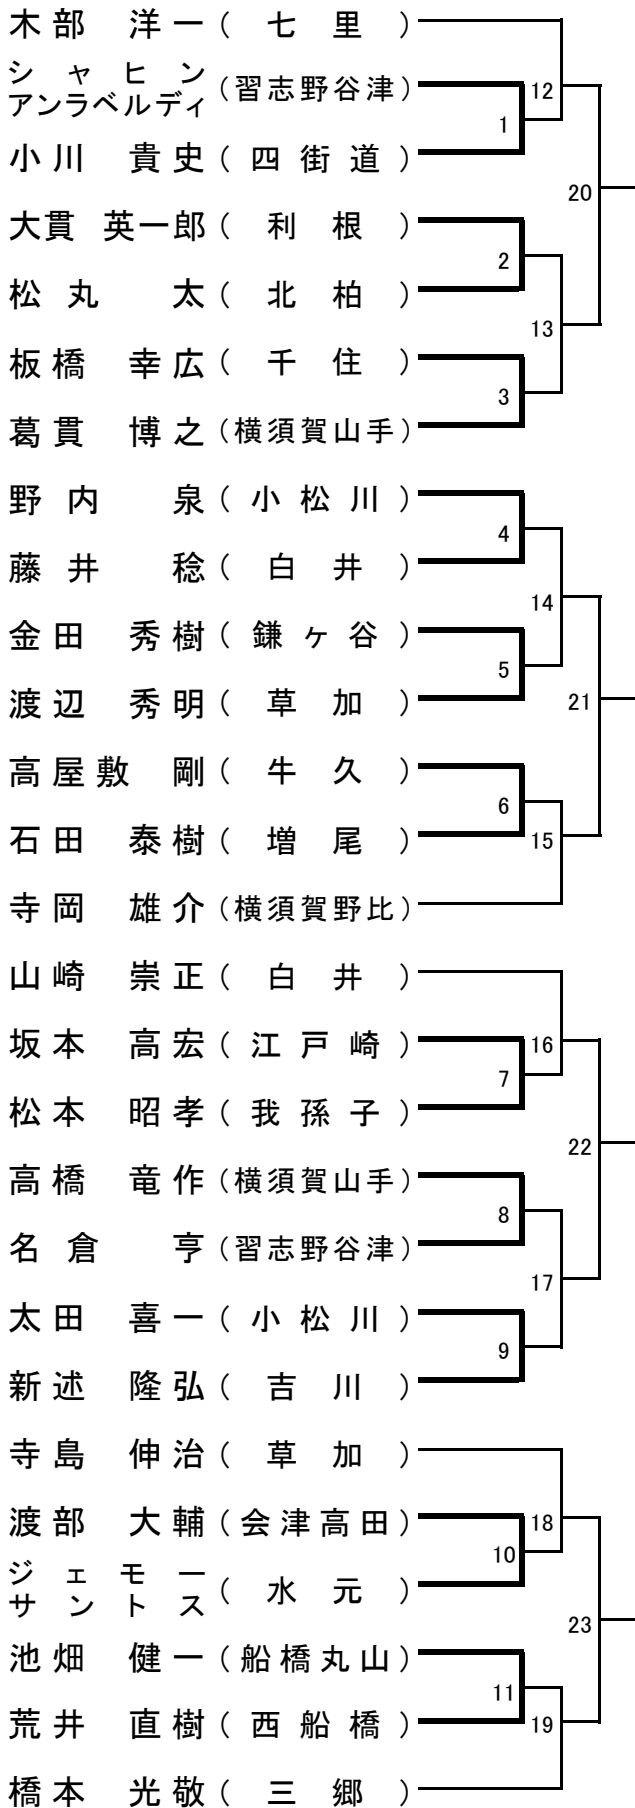 木部 洋一 ( 七 里 )
シャヒン
アンラベルディ (習志野谷津)
12
1
小川 貴史 ( 四 街 道 )
20
大貫 英一郎 ( 利 根 )
2
松丸 太 ( 北 柏 )
13
板橋 幸広 ( 千 住 )
3
葛貫 博之 (横須賀山手)
野内 泉 ( 小 松 川 )
4
藤井 稔 ( 白 井 )
14
金田 秀樹 ( 鎌 ヶ 谷 )
5
渡辺 秀明 ( 草 加 )
21
高屋敷 剛 ( 牛 久 )
6
石田 泰樹 ( 増 尾 )
15
寺岡 雄介 (横須賀野比)
山崎 崇正 ( 白 井 )
坂本 高宏 ( 江 戸 崎 )
16
7
松本 昭孝 ( 我 孫 子 )
22
高橋 竜作 (横須賀山手)
8
名倉 亨 (習志野谷津)
17
太田 喜一 ( 小 松 川 )
9
新述 隆弘 ( 吉 川 )
寺島 伸治 ( 草 加 )
渡部 大輔 ( 会 津 高 田 )
18
10
ジェモー
サントス ( 水 元 )
23
池畑 健一 ( 船 橋 丸 山 )
11
荒井 直樹 ( 西 船 橋 )
19
橋本 光敬 ( 三 郷 )